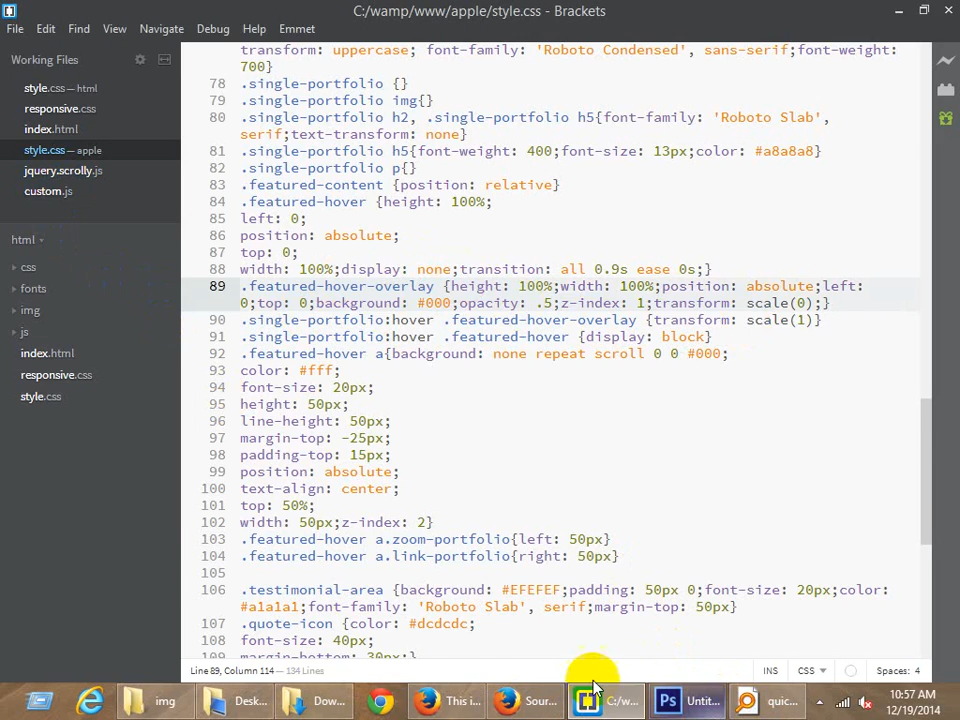 C:/wamp/www/apple/style.css - Brackets
File Edit Find View Navigate Debug Help Emmet
Working Files
style.css — html
responsive.css
index.html
style.css — apple
jquery.scrolly.js
custom.js
html
css
fonts
img
js
index.html
responsive.css
style.css
transform: uppercase; font-family: 'Roboto Condensed', sans-serif;font-weight:
700}
78 .single-portfolio {}
79 .single-portfolio img{}
80 .single-portfolio h2, .single-portfolio h5{font-family: 'Roboto Slab',
serif;text-transform: none}
81 .single-portfolio h5{font-weight: 400;font-size: 13px;color: #a8a8a8}
82 .single-portfolio p{}
83 .featured-content {position: relative}
84 .featured-hover {height: 100%;
85 left: 0;
86 position: absolute;
87 top: 0;
88 width: 100%;display: none;transition: all 0.9s ease 0s;}
89 .featured-hover-overlay {height: 100%;width: 100%;position: absolute;left:
0;top: 0;background: #000;opacity: .5;z-index: 1;transform: scale(0);}
90 .single-portfolio:hover .featured-hover-overlay {transform: scale(1)}
91 .single-portfolio:hover .featured-hover {display: block}
92 .featured-hover a{background: none repeat scroll 0 0 #000;
93 color: #fff;
94 font-size: 20px;
95 height: 50px;
96 line-height: 50px;
97 margin-top: -25px;
98 padding-top: 15px;
99 position: absolute;
100 text-align: center;
101 top: 50%;
102 width: 50px;z-index: 2}
103 .featured-hover a.zoom-portfolio{left: 50px}
104 .featured-hover a.link-portfolio{right: 50px}
105
106 .testimonial-area {background: #EFEFEF;padding: 50px 0;font-size: 20px;color:
#a1a1a1;font-family: 'Roboto Slab', serif;margin-top: 50px}
107 .quote-icon {color: #dcdcdc;
108 font-size: 40px;
109 margin-bottom: 30px;}
Line 89, Column 114 — 134 Lines
INS CSS Spaces: 4
img Desk... Dow... This i... Sour... C:/w... Ps Untit... quic...
10:57 AM
12/19/2014